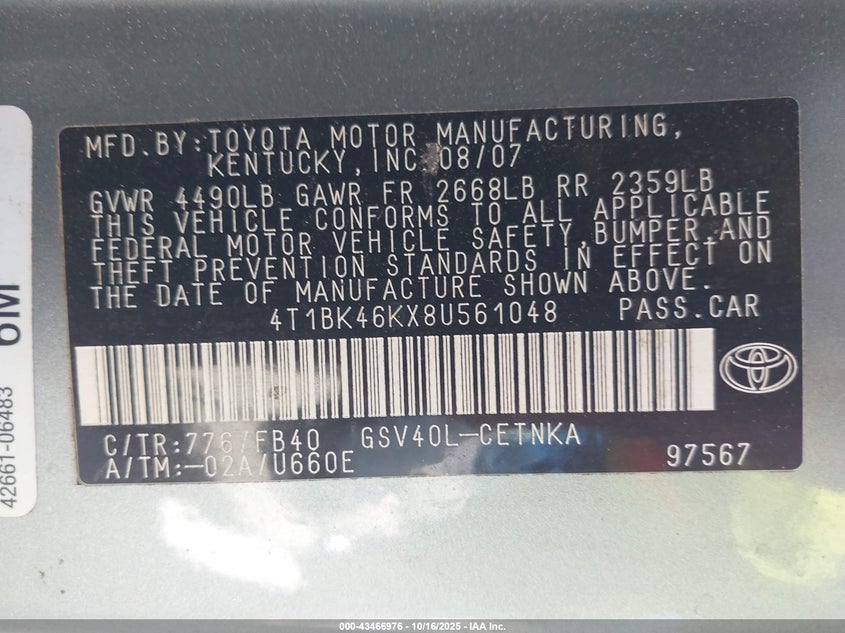 MFD.BY:TOYOTA MOTOR MANUFACTURING,
KENTUCKY,INC 08/07
GVWR 4490LB GAWR FR 2668LB RR 2359LB
THIS VEHICLE CONFORMS TO ALL APPLICABLE
FEDERAL MOTOR VEHICLE SAFETY,BUMPER,AND
THEFT PREVENTION STANDARDS IN EFFECT ON
THE DATE OF MANUFACTURE SHOWN ABOVE.
4T1BK46KX8U561048 PASS.CAR
C/TR:776/FB40 GSV40L-CETNKA
A/TM:-02A/U660E 97567
6M
42661-06483
000-43466976 | 10/16/2025 | IAA Inc.